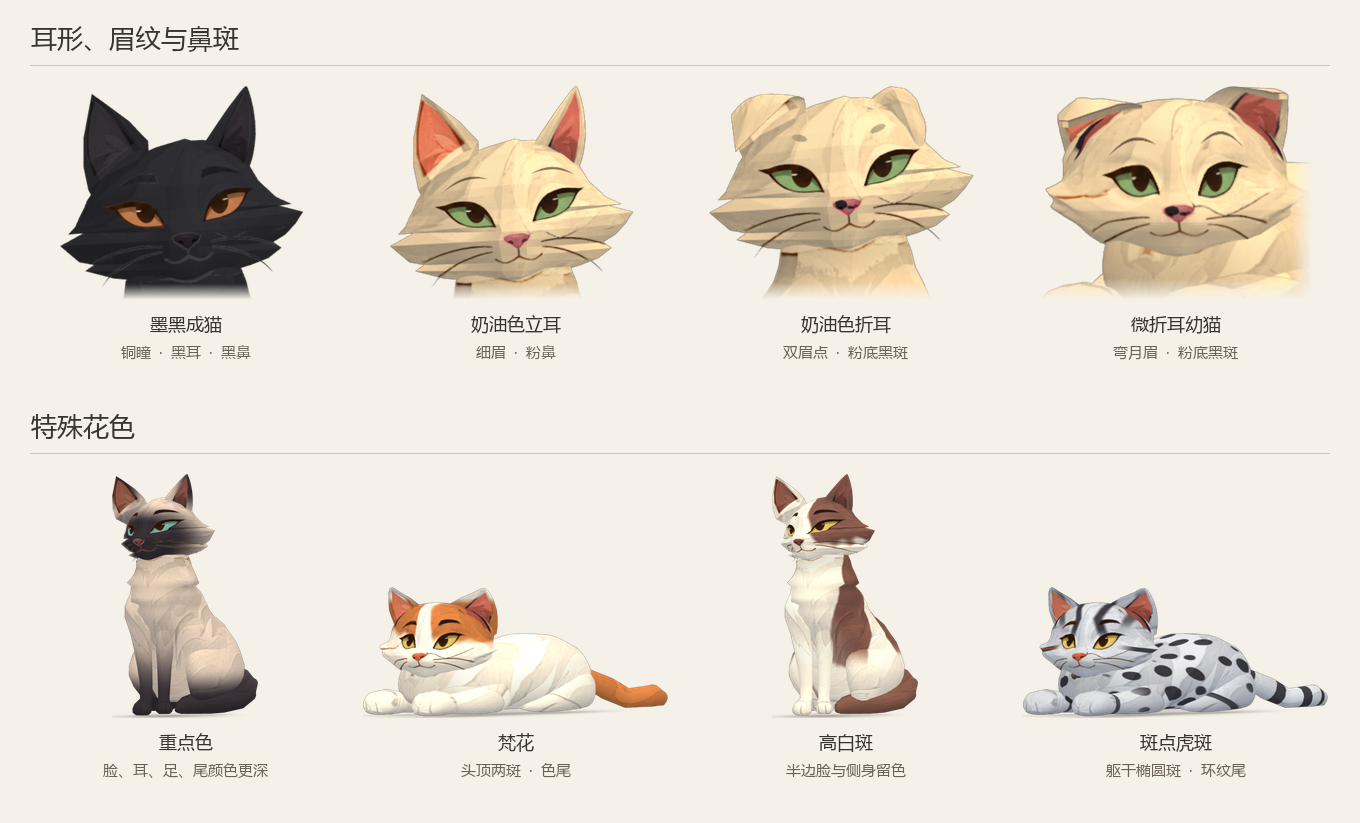 耳形、眉纹与鼻斑
墨黑成猫
铜瞳 · 黑耳 · 黑鼻
奶油色立耳
细眉 · 粉鼻
奶油色折耳
双眉点 · 粉底黑斑
微折耳幼猫
弯月眉 · 粉底黑斑
特殊花色
重点色
脸、耳、足、尾颜色更深
梵花
头顶两斑 · 色尾
高白斑
半边脸与侧身留色
斑点虎斑
躯干椭圆斑 · 环纹尾